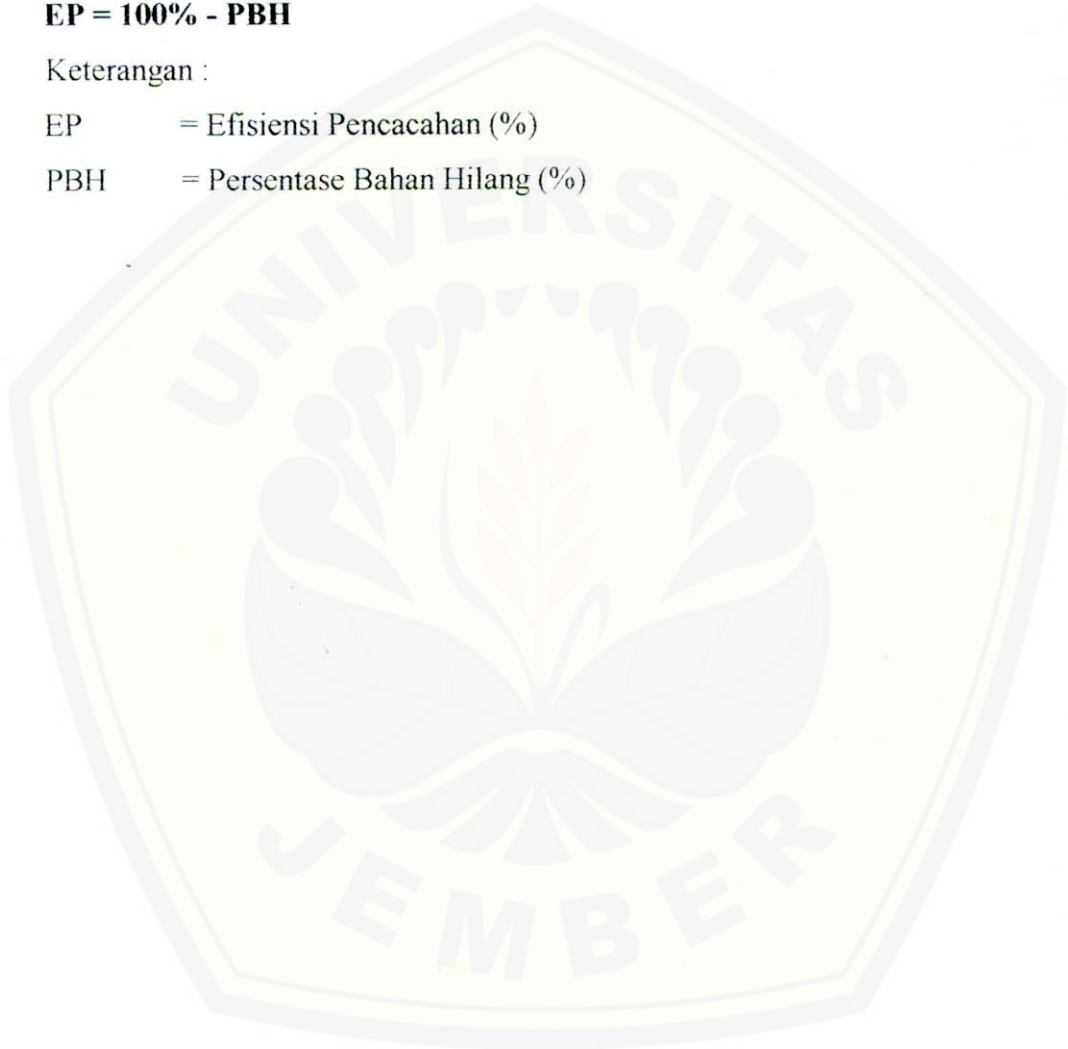 EP = 100% - PBH
Keterangan :
EP = Efisiensi Pencacahan (%)
PBH = Persentase Bahan Hilang (%)
UNIVERSITAS
JEMBER